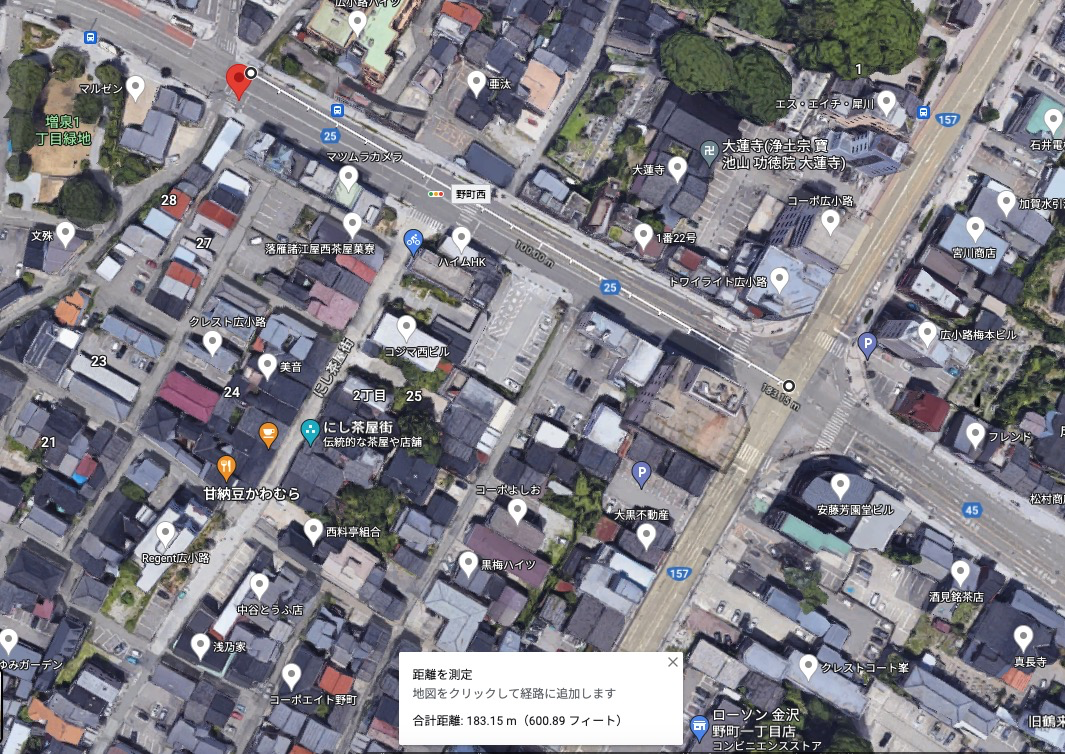 広小路ハイツ
マルゼン
増泉1
丁目緑地
亜汰
25
マツムラカメラ
野町西
1
エス・エイチ・犀川
157
石井電
大蓮寺(浄土宗 寶
池山 功徳院 大蓮寺)
大蓮寺
28
コーポ広小路
加賀水引
文殊
27
落雁諸江屋西茶屋菓寮
ハイムHK
100.00 m
1番22号
宮川商店
トワイライト広小路
25
クレスト広小路
コジマ西ビル
P
広小路梅本ビル
23
美音
にし茶屋街
24
2丁目
25
183.15 m
21
にし茶屋街
伝統的な茶屋や店舗
フレンド
甘納豆かわむら
P
コーポよしお
大黒不動産
安藤芳園堂ビル
松村商
45
西料亭組合
Regent広小路
黒梅ハイツ
157
中谷とうふ店
酒見銘茶店
浅乃家
ゆみガーデン
真長寺
コーポエイト野町
クレストコート峯
距離を測定
地図をクリックして経路に追加します
合計距離: 183.15 m（600.89 フィート）
ローソン 金沢
野町一丁目店
コンビニエンスストア
旧鶴来